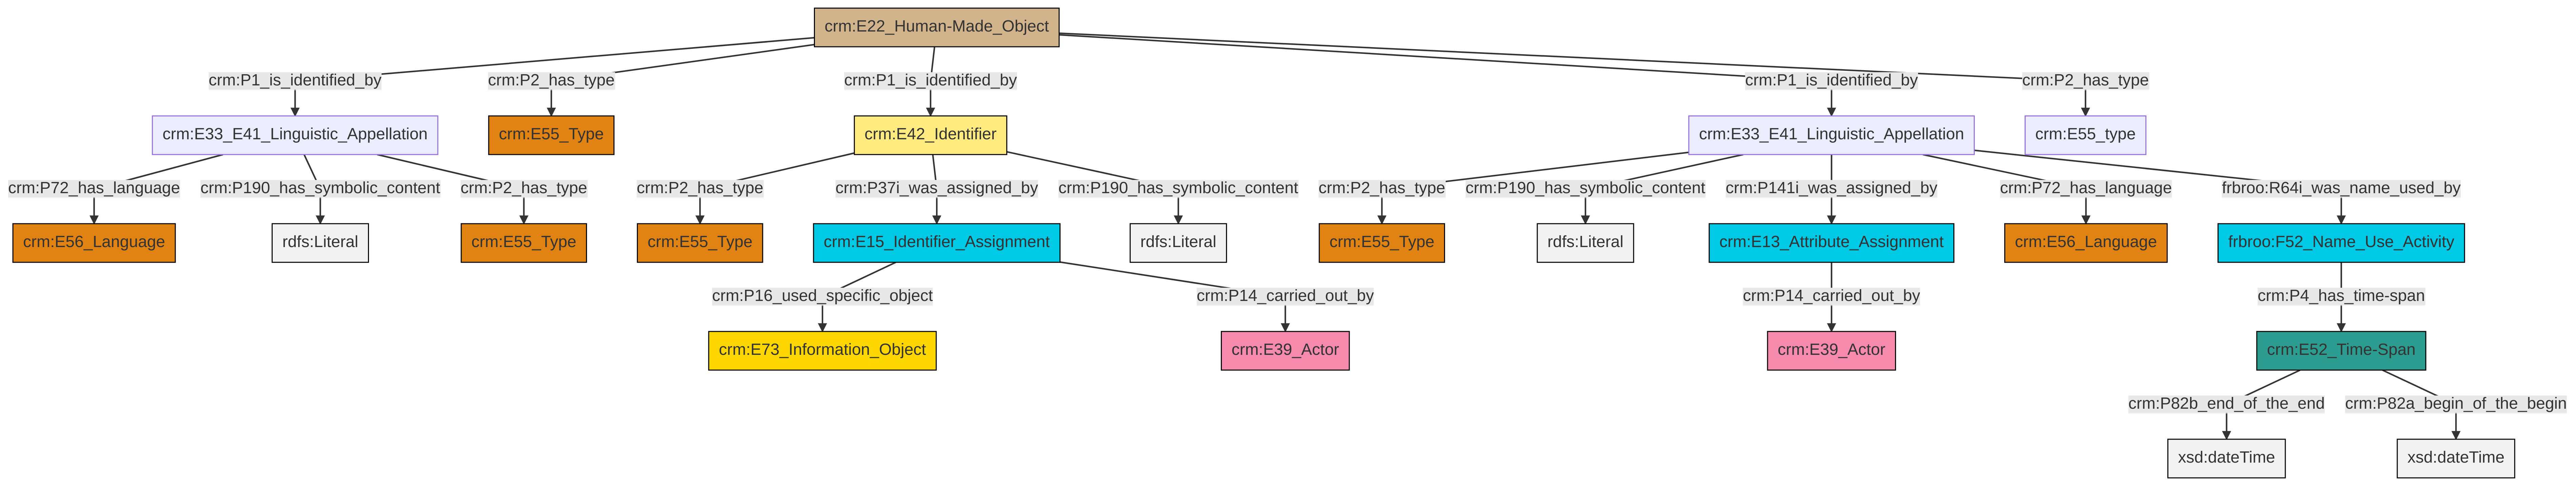 crm:E22_Human-Made_Object
crm:P1_is_identified_by
crm:P2_has_type
crm:P1_is_identified_by
crm:P1_is_identified_by
crm:P2_has_type
crm:E33_E41_Linguistic_Appellation
crm:E55_Type
crm:E42_Identifier
crm:E33_E41_Linguistic_Appellation
crm:E55_type
crm:P72_has_language
crm:P190_has_symbolic_content
crm:P2_has_type
crm:P2_has_type
crm:P37i_was_assigned_by
crm:P190_has_symbolic_content
crm:P2_has_type
crm:P190_has_symbolic_content
crm:P141i_was_assigned_by
crm:P72_has_language
frbroo:R64i_was_name_used_by
crm:E56_Language
rdfs:Literal
crm:E55_Type
crm:E55_Type
crm:E15_Identifier_Assignment
rdfs:Literal
crm:E55_Type
rdfs:Literal
crm:E13_Attribute_Assignment
crm:E56_Language
frbroo:F52_Name_Use_Activity
crm:P16_used_specific_object
crm:P14_carried_out_by
crm:P14_carried_out_by
crm:P4_has_time-span
crm:E73_Information_Object
crm:E39_Actor
crm:E39_Actor
crm:E52_Time-Span
crm:P82b_end_of_the_end
crm:P82a_begin_of_the_begin
xsd:dateTime
xsd:dateTime